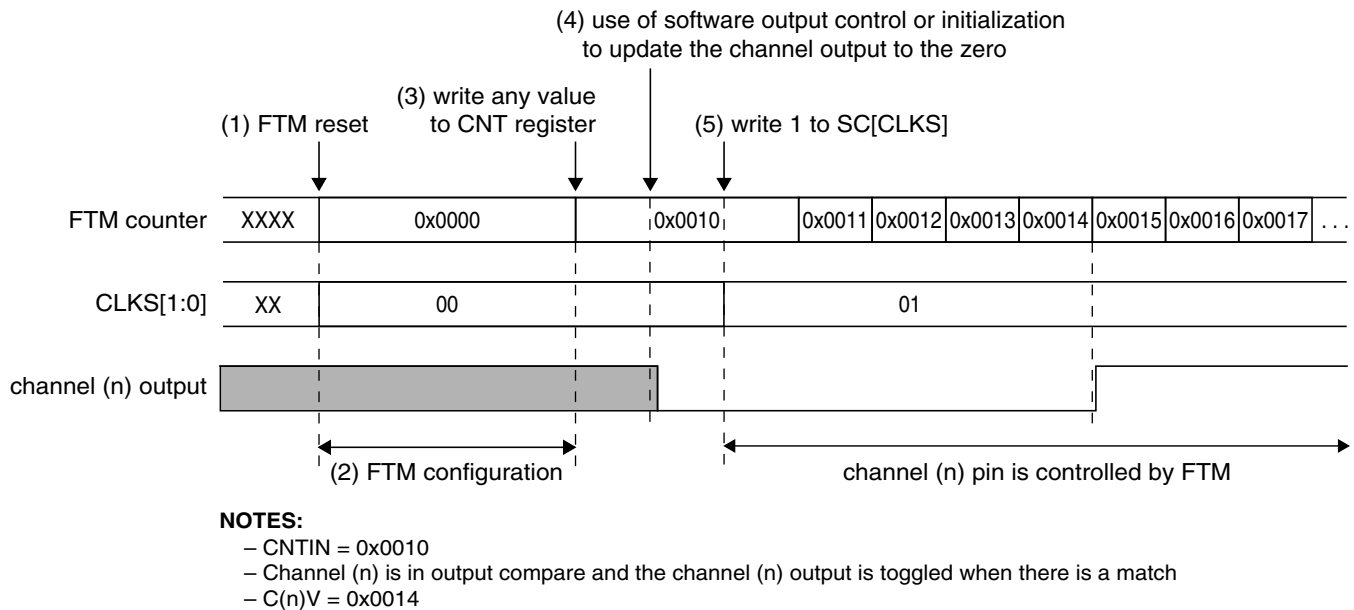 (4) use of software output control or initialization
to update the channel output to the zero
(3) write any value
to CNT register
(1) FTM reset
(5) write 1 to SC[CLKS]
FTM counter XXXX 0x0000 0x0010 0x0011 0x0012 0x0013 0x0014 0x0015 0x0016 0x0017 . . .
CLKS[1:0] XX 00 01
channel (n) output
(2) FTM configuration
channel (n) pin is controlled by FTM
NOTES:
– CNTIN = 0x0010
– Channel (n) is in output compare and the channel (n) output is toggled when there is a match
– C(n)V = 0x0014